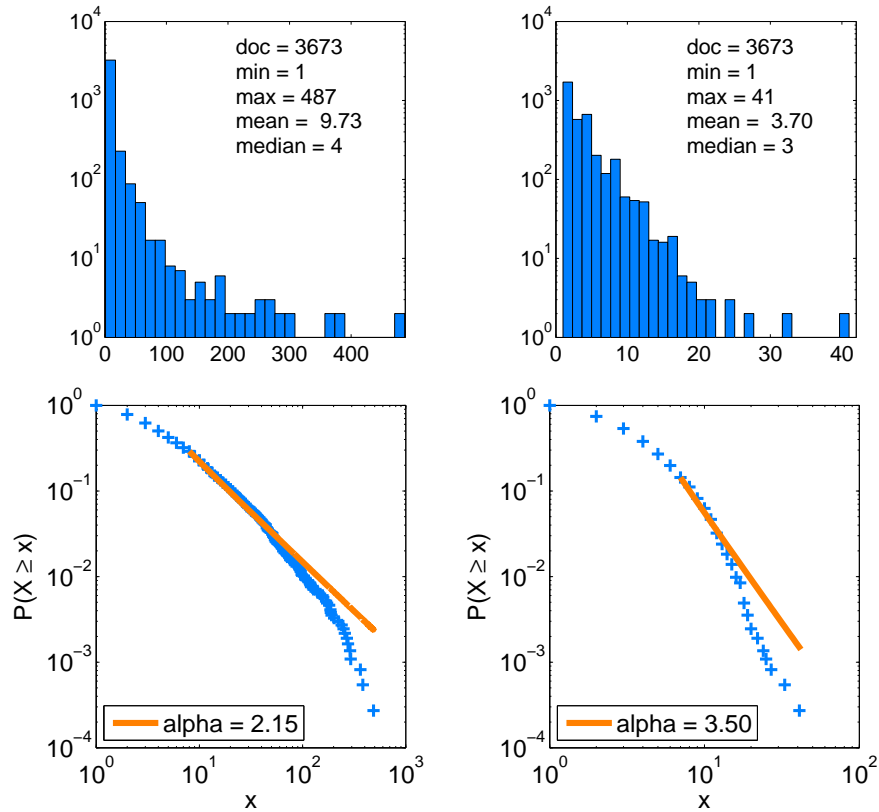 10^4
10^3
10^2
10^1
10^0
0 100 200 300 400
doc = 3673
min = 1
max = 487
mean = 9.73
median = 4
10^4
10^3
10^2
10^1
10^0
0 10 20 30 40
doc = 3673
min = 1
max = 41
mean = 3.70
median = 3
10^0
10^-1
10^-2
10^-3
10^-4
P(X ≥ x)
alpha = 2.15
10^0 10^1 10^2 10^3
x
10^0
10^-1
10^-2
10^-3
10^-4
P(X ≥ x)
alpha = 3.50
10^0 10^1 10^2
x